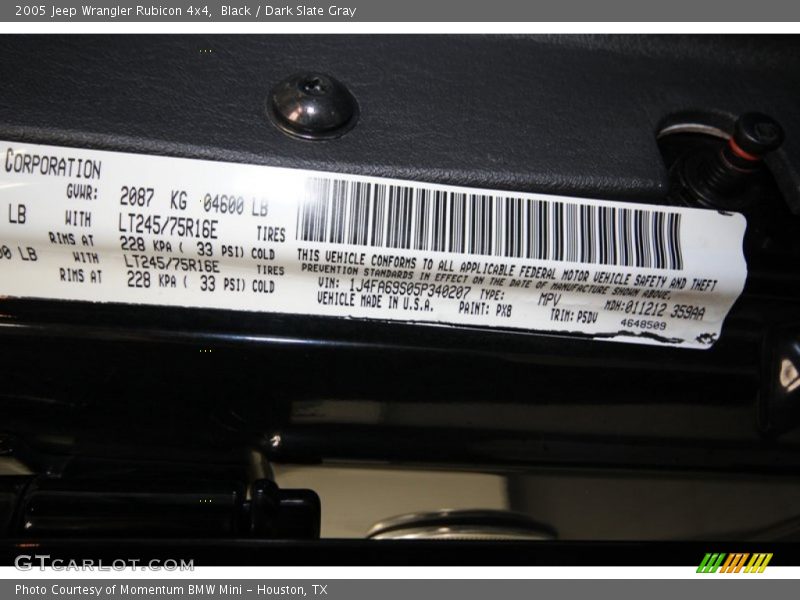 2005 Jeep Wrangler Rubicon 4x4, Black / Dark Slate Gray
CORPORATION
GVWR: 2087 KG 04600 LB
LB WITH LT245/75R16E TIRES
RIMS AT 228 KPA ( 33 PSI) COLD
00 LB WITH LT245/75R16E TIRES
RIMS AT 228 KPA ( 33 PSI) COLD
THIS VEHICLE CONFORMS TO ALL APPLICABLE FEDERAL MOTOR VEHICLE SAFETY AND THEFT
PREVENTION STANDARDS IN EFFECT ON THE DATE OF MANUFACTURE SHOWN ABOVE.
VIN: 1J4FA69S05P340207 TYPE: MPV MDH:011212 359AA
VEHICLE MADE IN U.S.A. PAINT: PX8 TRIM: P5DV 4648509
GTCARLOT.COM
Photo Courtesy of Momentum BMW Mini - Houston, TX